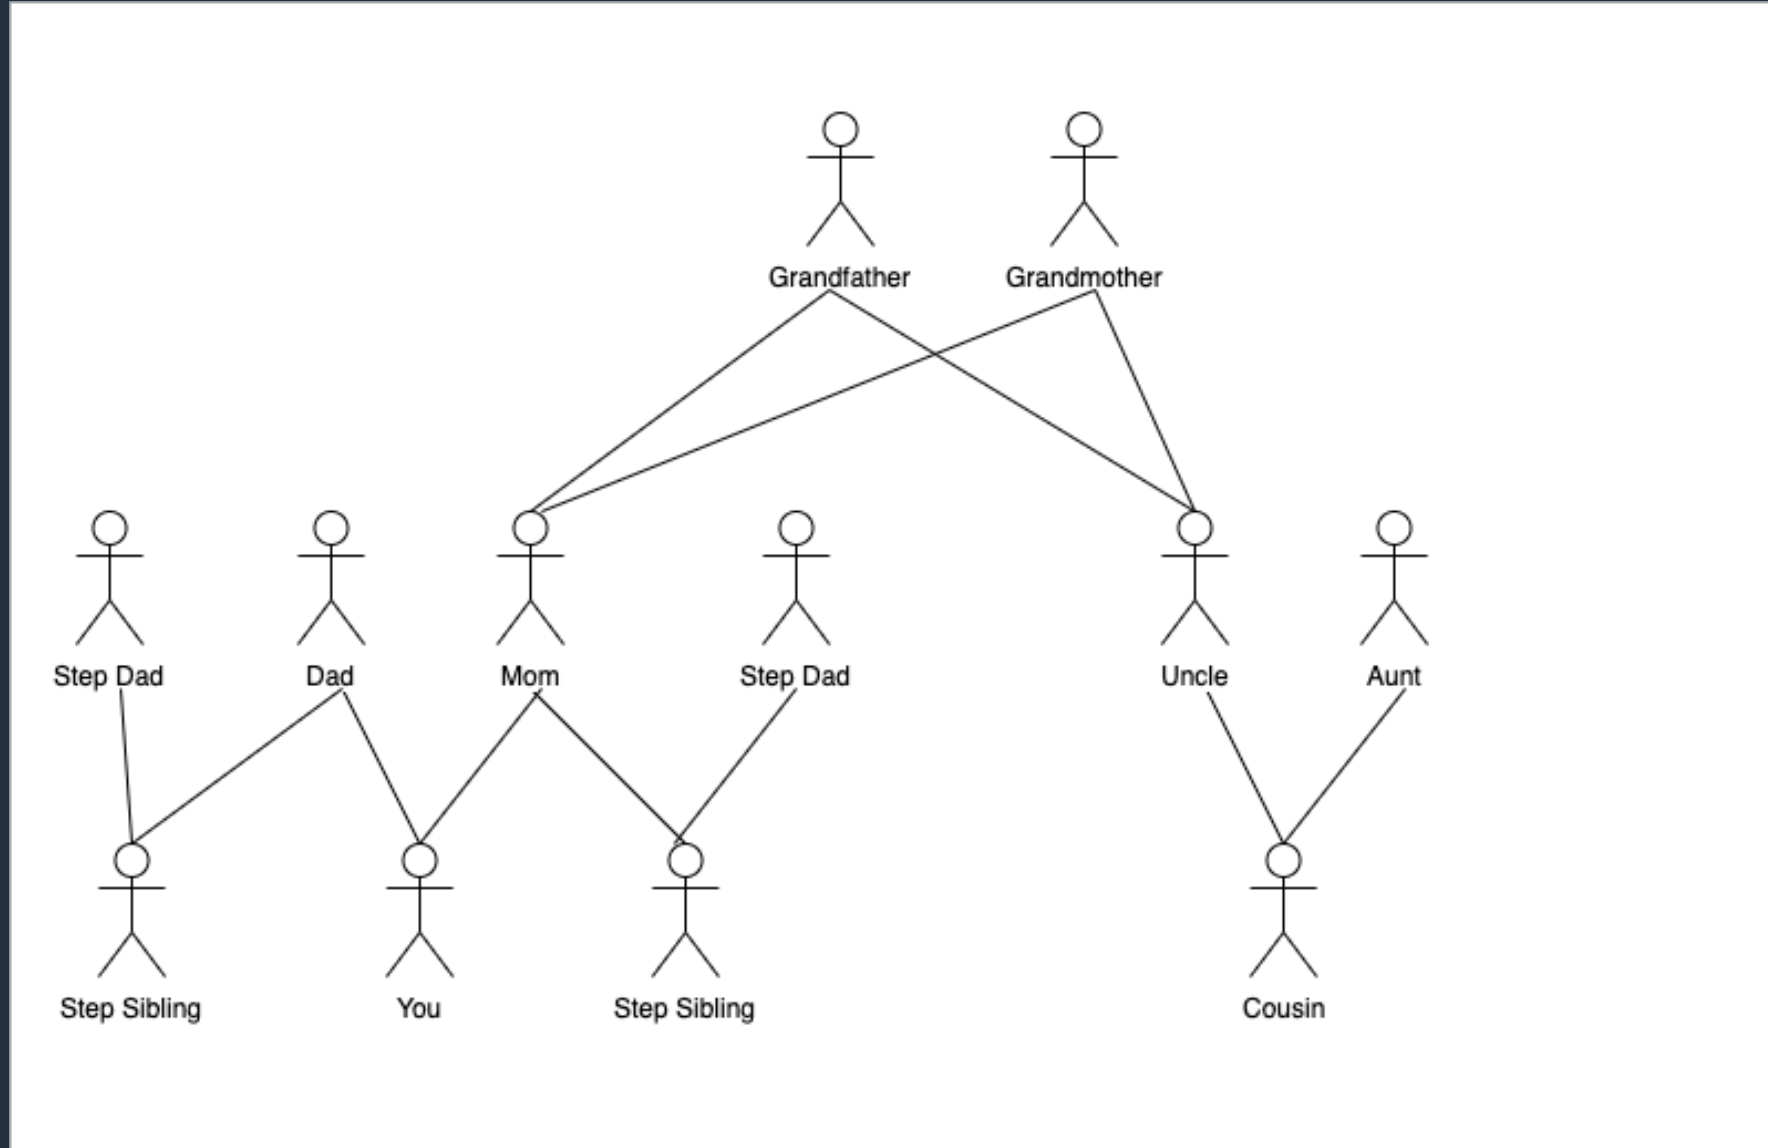 Grandfather
Grandmother
Step Dad
Dad
Mom
Step Dad
Uncle
Aunt
Step Sibling
You
Step Sibling
Cousin